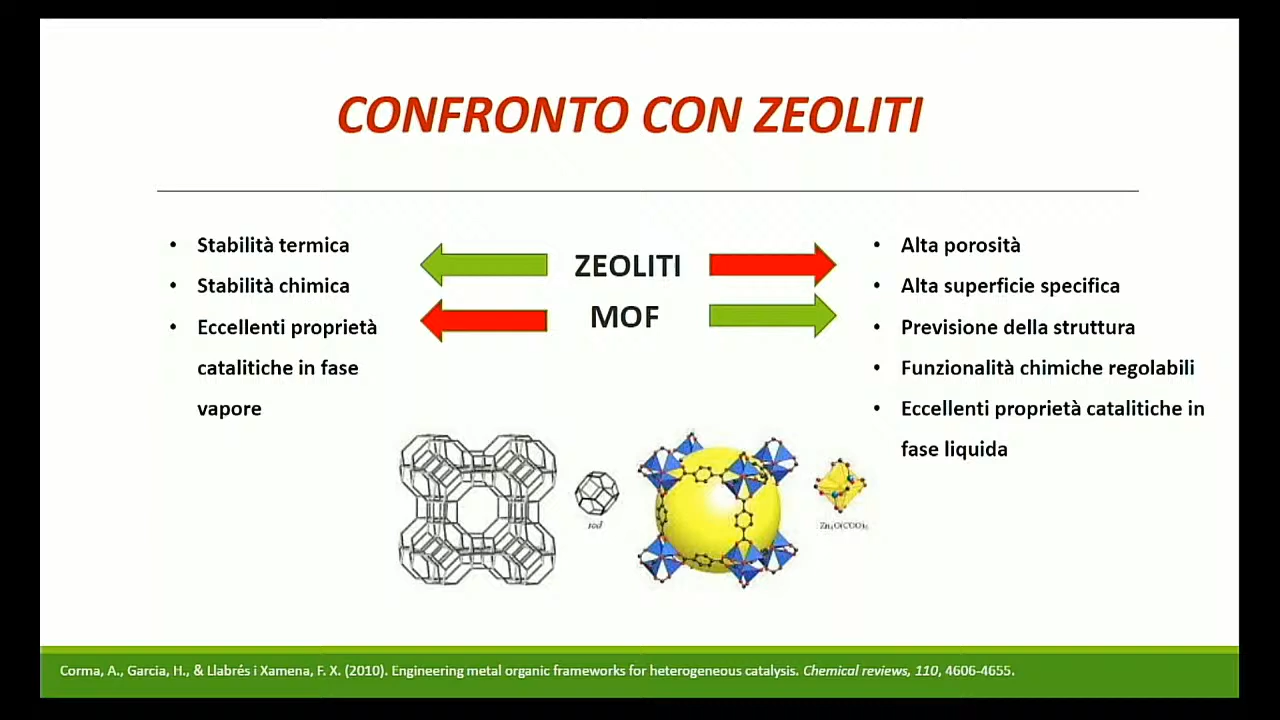 CONFRONTO CON ZEOLITI
• Stabilità termica
• Stabilità chimica
• Eccellenti proprietà
catalitiche in fase
vapore
ZEOLITI
MOF
• Alta porosità
• Alta superficie specifica
• Previsione della struttura
• Funzionalità chimiche regolabili
• Eccellenti proprietà catalitiche in
fase liquida
sod
Corma, A., Garcia, H., & Llabrés i Xamena, F. X. (2010). Engineering metal organic frameworks for heterogeneous catalysis. Chemical reviews, 110, 4606-4655.